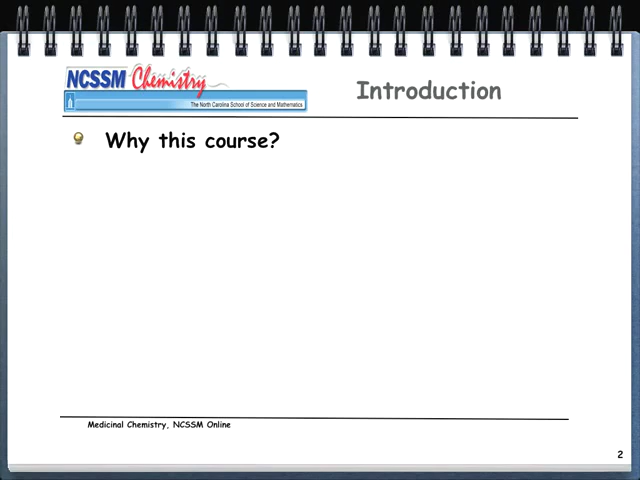 NCSSM Chemistry
The North Carolina School of Science and Mathematics
Introduction
Why this course?
Medicinal Chemistry, NCSSM Online
2